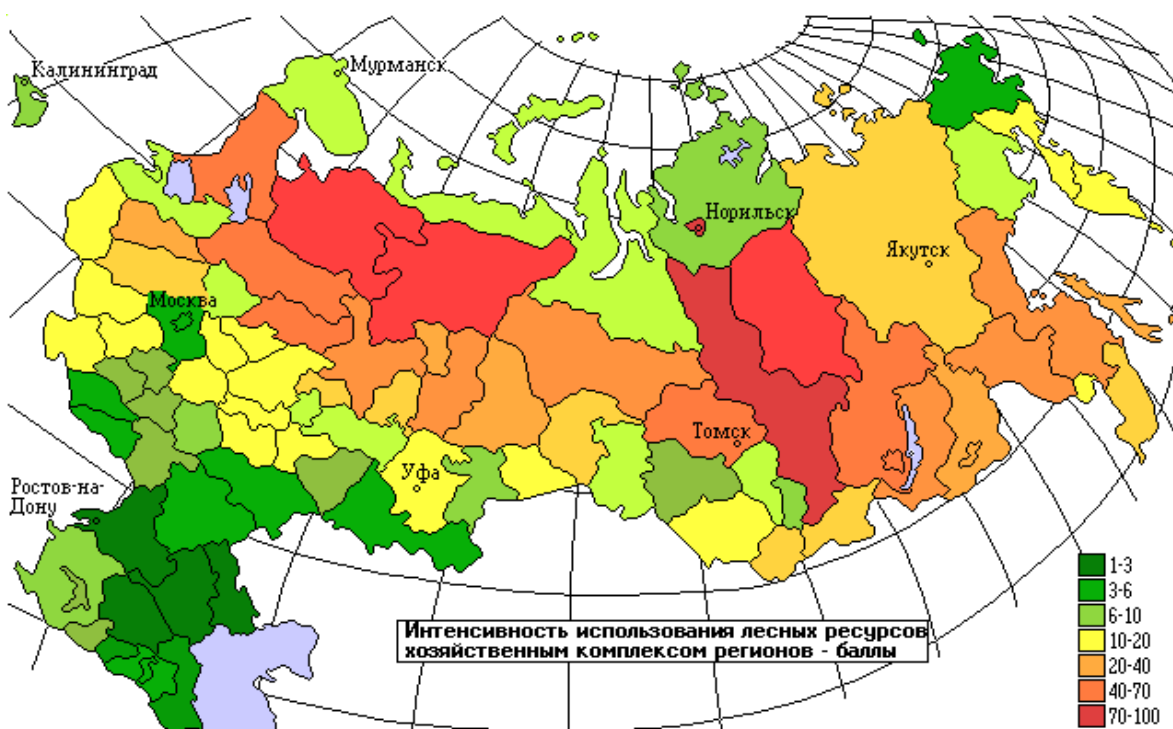 Калининград
Мурманск
Норильск
Якутск
Москва
Томск
Уфа
Ростов-на-
Дону
Интенсивность использования лесных ресурсов
хозяйственным комплексом регионов - баллы
1-3
3-6
6-10
10-20
20-40
40-70
70-100